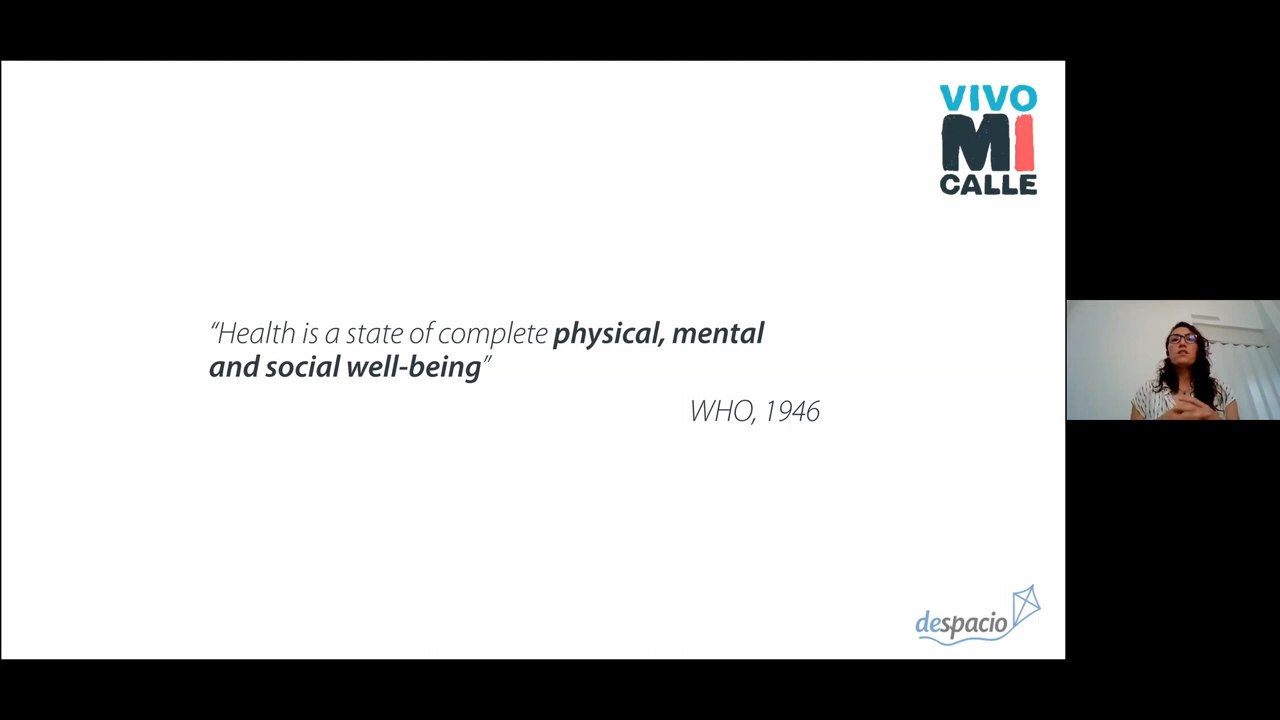 VIVO
MI
CALLE
“Health is a state of complete physical, mental
and social well-being”
WHO, 1946
despacio